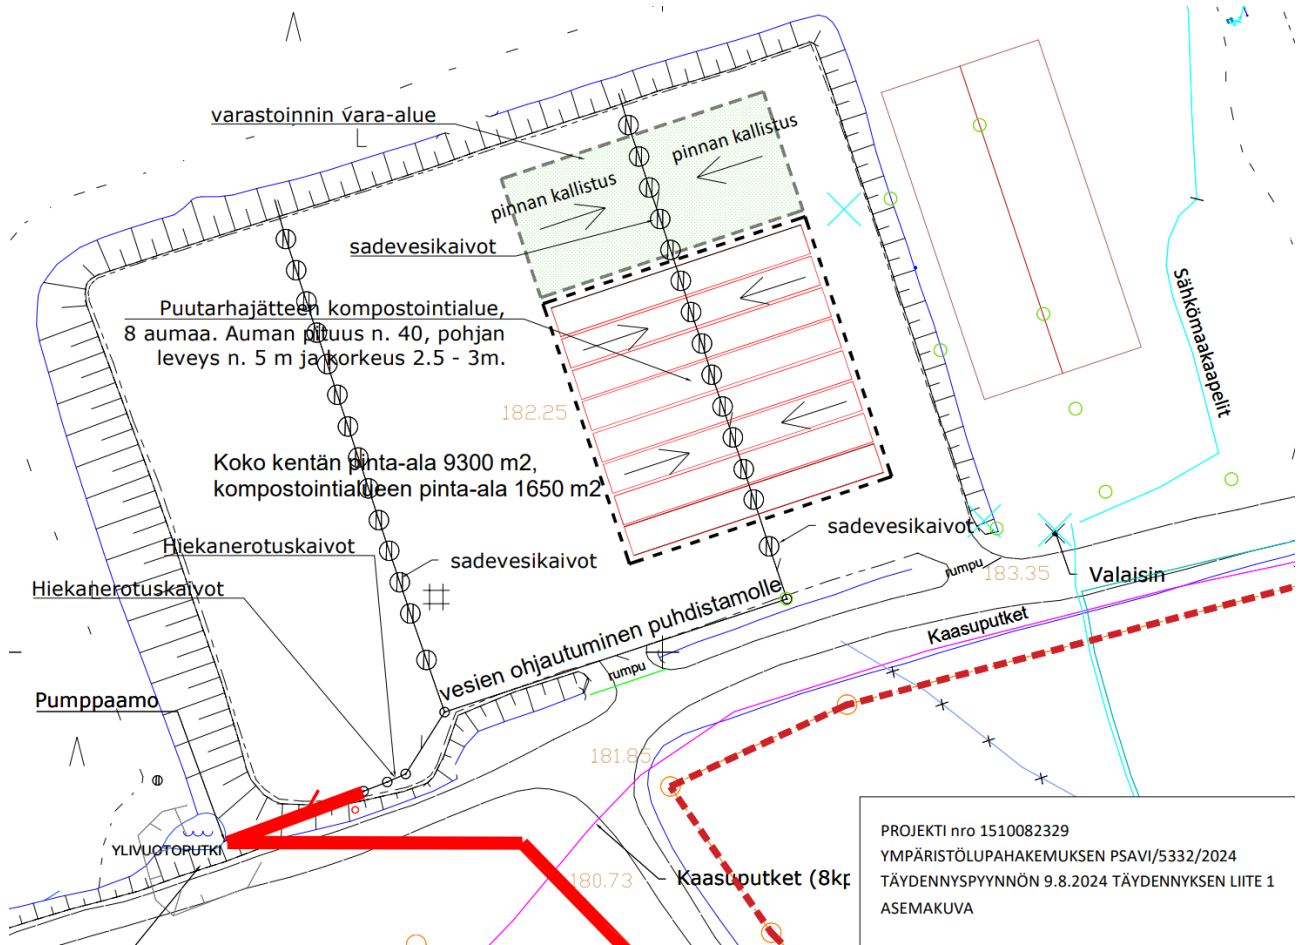 varastoinnin vara-alue
pinnan kallistus
pinnan kallistus
sadevesikaivot
Puutarhajätteen kompostointialue,
8 aumaa. Auman pituus n. 40, pohjan
leveys n. 5 m ja korkeus 2.5 - 3m.
Sähkömaakaapelit
182.25
Koko kentän pinta-ala 9300 m2,
kompostointialueen pinta-ala 1650 m2
sadevesikaivot
Hiekanerotuskaivot
sadevesikaivot
Hiekanerotuskaivot
rumpu
183.35
Valaisin
vesien ohjautuminen puhdistamolle
Kaasuputket
rumpu
Pumppaamo
181.85
YLIVUOTOPUTKI
180.73
Kaasuputket (8kp
PROJEKTI nro 1510082329
YMPÄRISTÖLUPAHAKEMUKSEN PSAVI/5332/2024
TÄYDENNYSPYYNNÖN 9.8.2024 TÄYDENNYKSEN LIITE 1
ASEMAKUVA